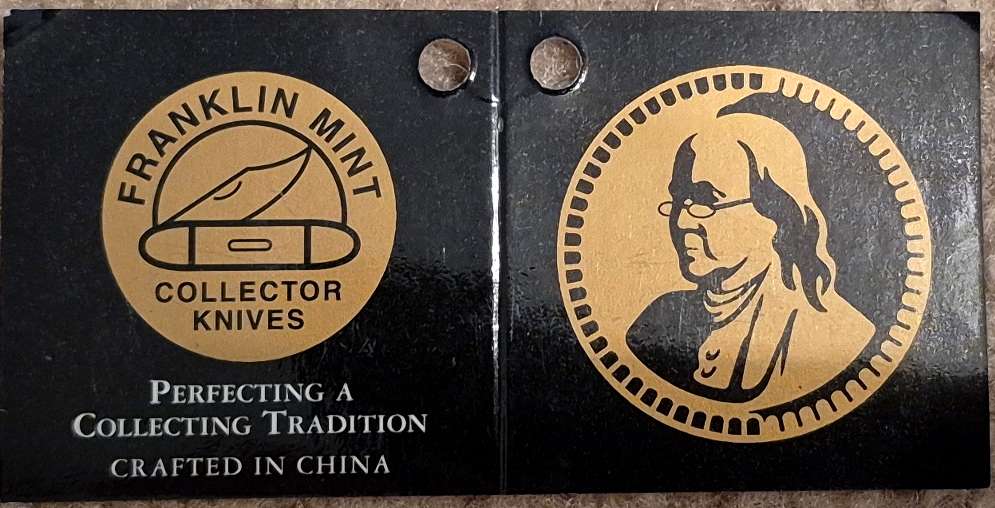 FRANKLIN MINT
COLLECTOR
KNIVES
PERFECTING A
COLLECTING TRADITION
CRAFTED IN CHINA